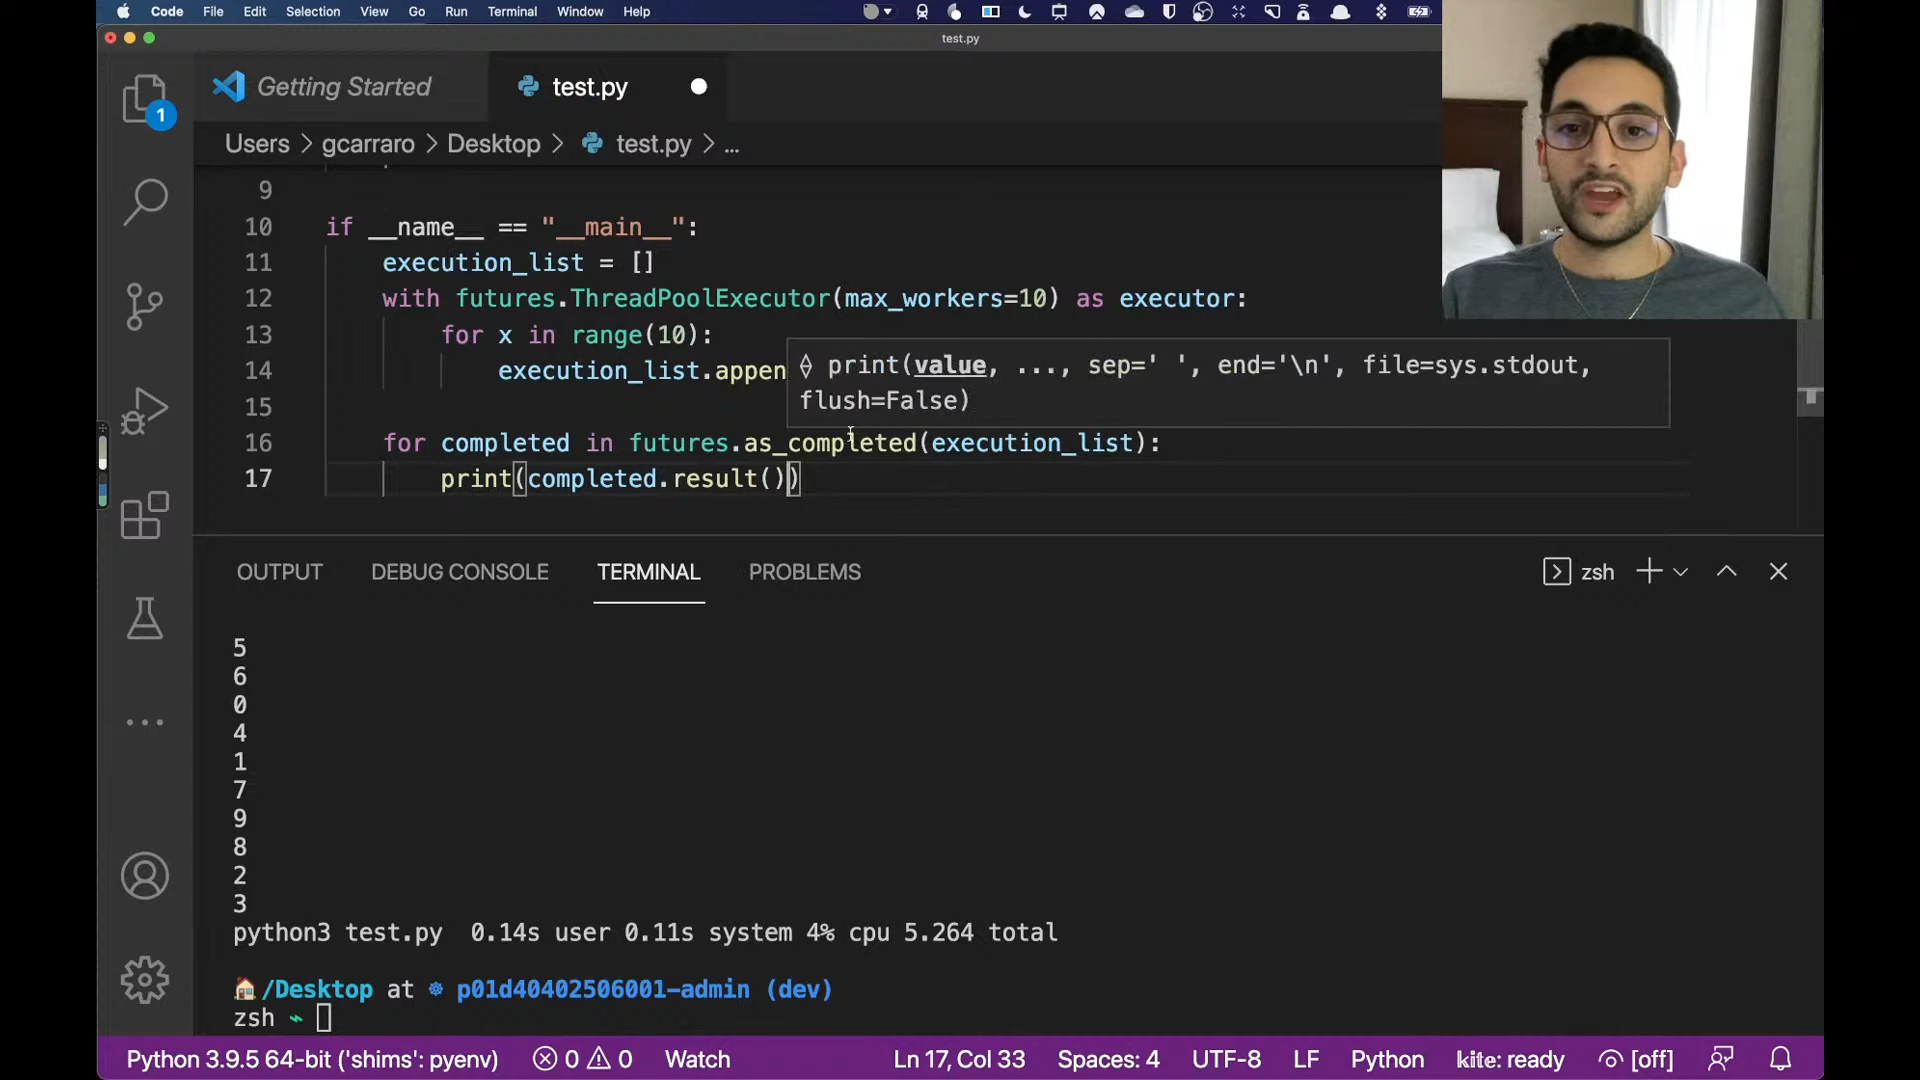 Code File Edit Selection View Go Run Terminal Window Help
test.py
Getting Started test.py
1
Users > gcarraro > Desktop > test.py > ...
9
10 if __name__ == "__main__":
11 execution_list = []
12 with futures.ThreadPoolExecutor(max_workers=10) as executor:
13 for x in range(10):
14 execution_list.appen
print(value, ..., sep=' ', end='\n', file=sys.stdout,
flush=False)
15
16 for completed in futures.as_completed(execution_list):
17 print(completed.result())
OUTPUT DEBUG CONSOLE TERMINAL PROBLEMS zsh
5
6
0
4
1
7
9
8
2
3
python3 test.py 0.14s user 0.11s system 4% cpu 5.264 total
/Desktop at p01d40402506001-admin (dev)
zsh
Python 3.9.5 64-bit ('shims': pyenv) 0 0 Watch Ln 17, Col 33 Spaces: 4 UTF-8 LF Python kite: ready [off]